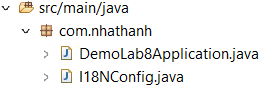 src/main/java
com.nhathanh
DemoLab8Application.java
I18NConfig.java